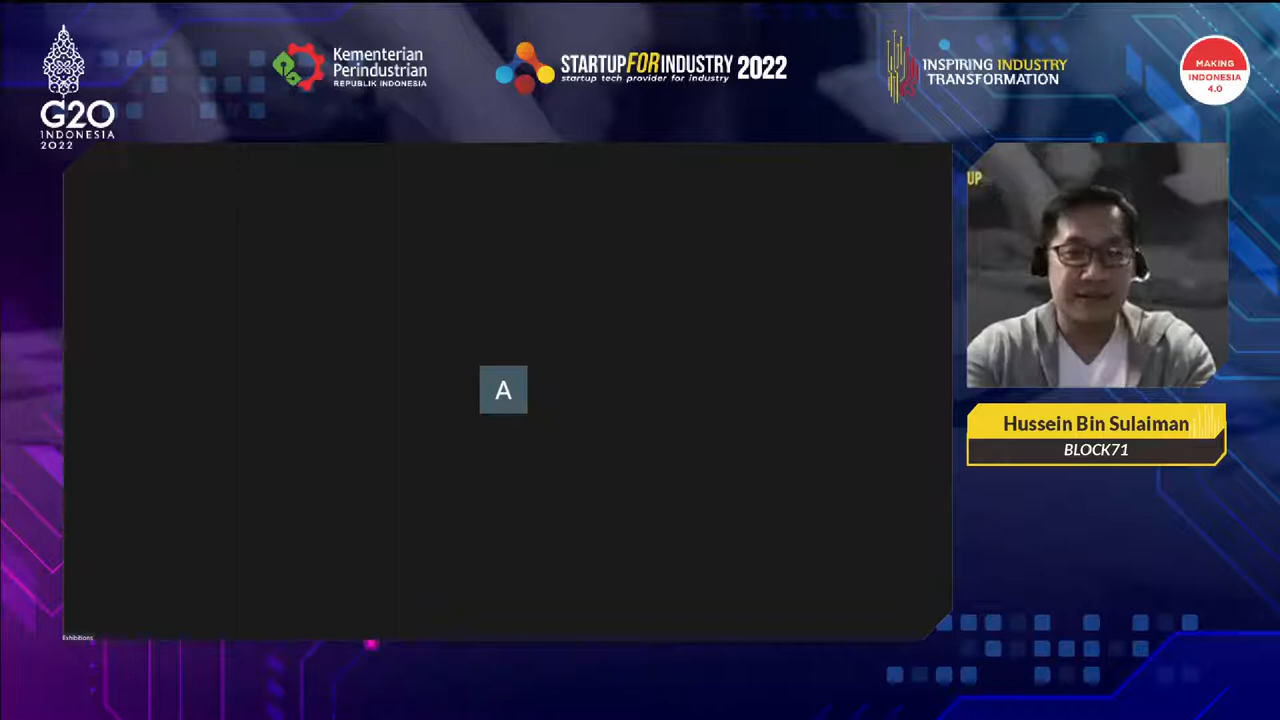 G20
INDONESIA
2022
Kementerian
Perindustrian
REPUBLIK INDONESIA
STARTUPFORINDUSTRY 2022
startup tech provider for industry
INSPIRING INDUSTRY
TRANSFORMATION
MAKING
INDONESIA
4.0
UP
A
Hussein Bin Sulaiman
BLOCK71
Exhibitions